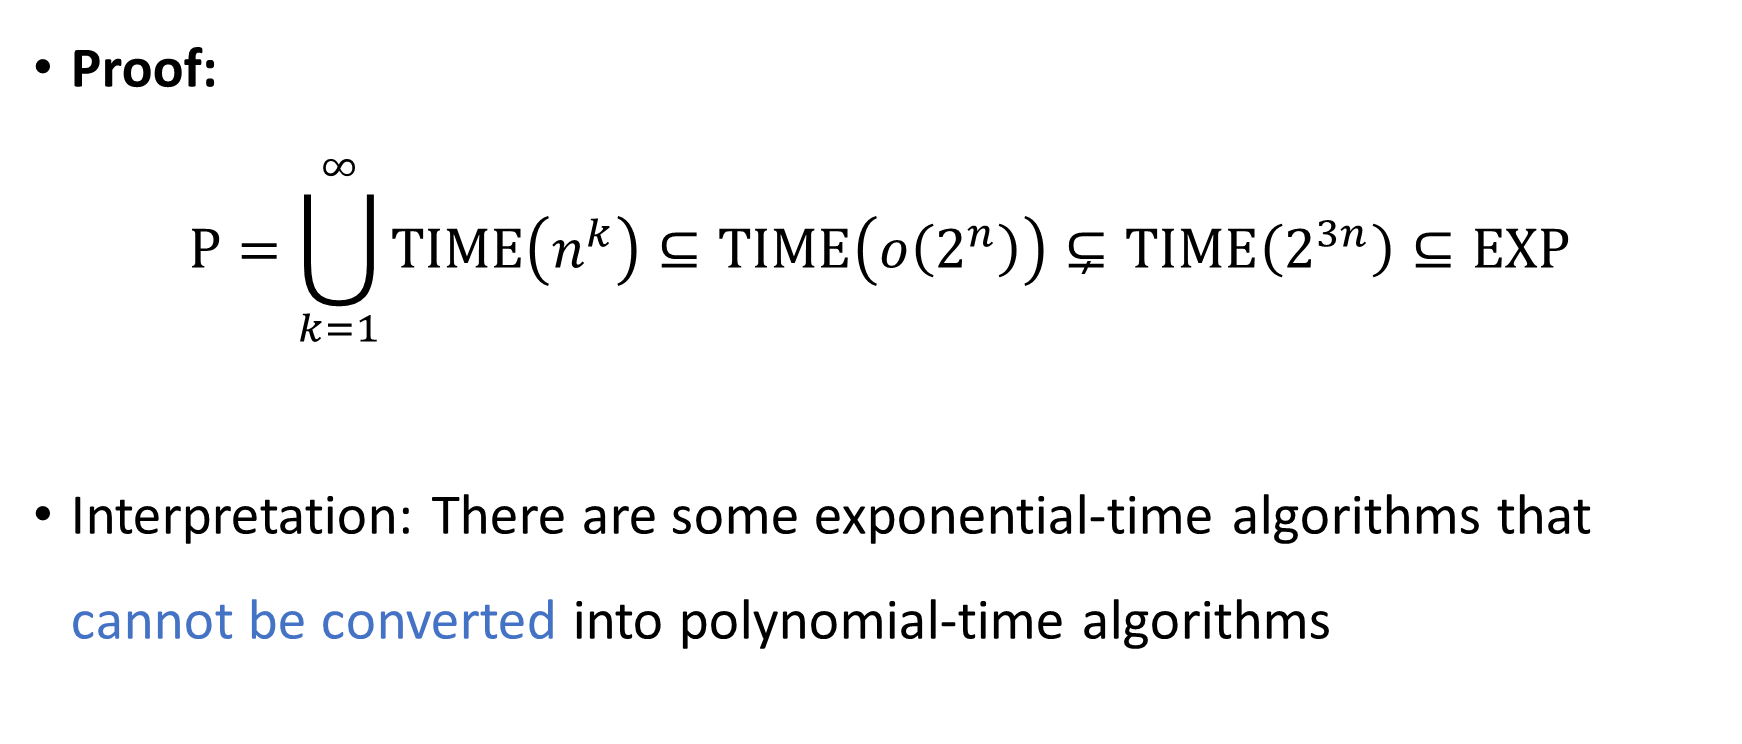 • Proof:
P = ⋃_{k=1}^{∞} TIME(n^k) ⊆ TIME(o(2^n)) ⊊ TIME(2^{3n}) ⊆ EXP
• Interpretation: There are some exponential-time algorithms that
cannot be converted into polynomial-time algorithms